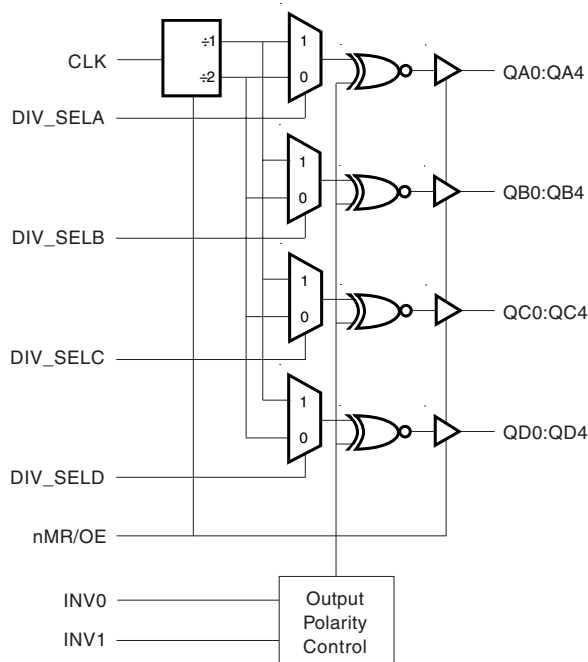 ÷1
1
CLK
÷2
0
QA0:QA4
DIV_SELA
1
0
QB0:QB4
DIV_SELB
1
0
QC0:QC4
DIV_SELC
1
0
QD0:QD4
DIV_SELD
nMR/OE
INV0
INV1
Output
Polarity
Control